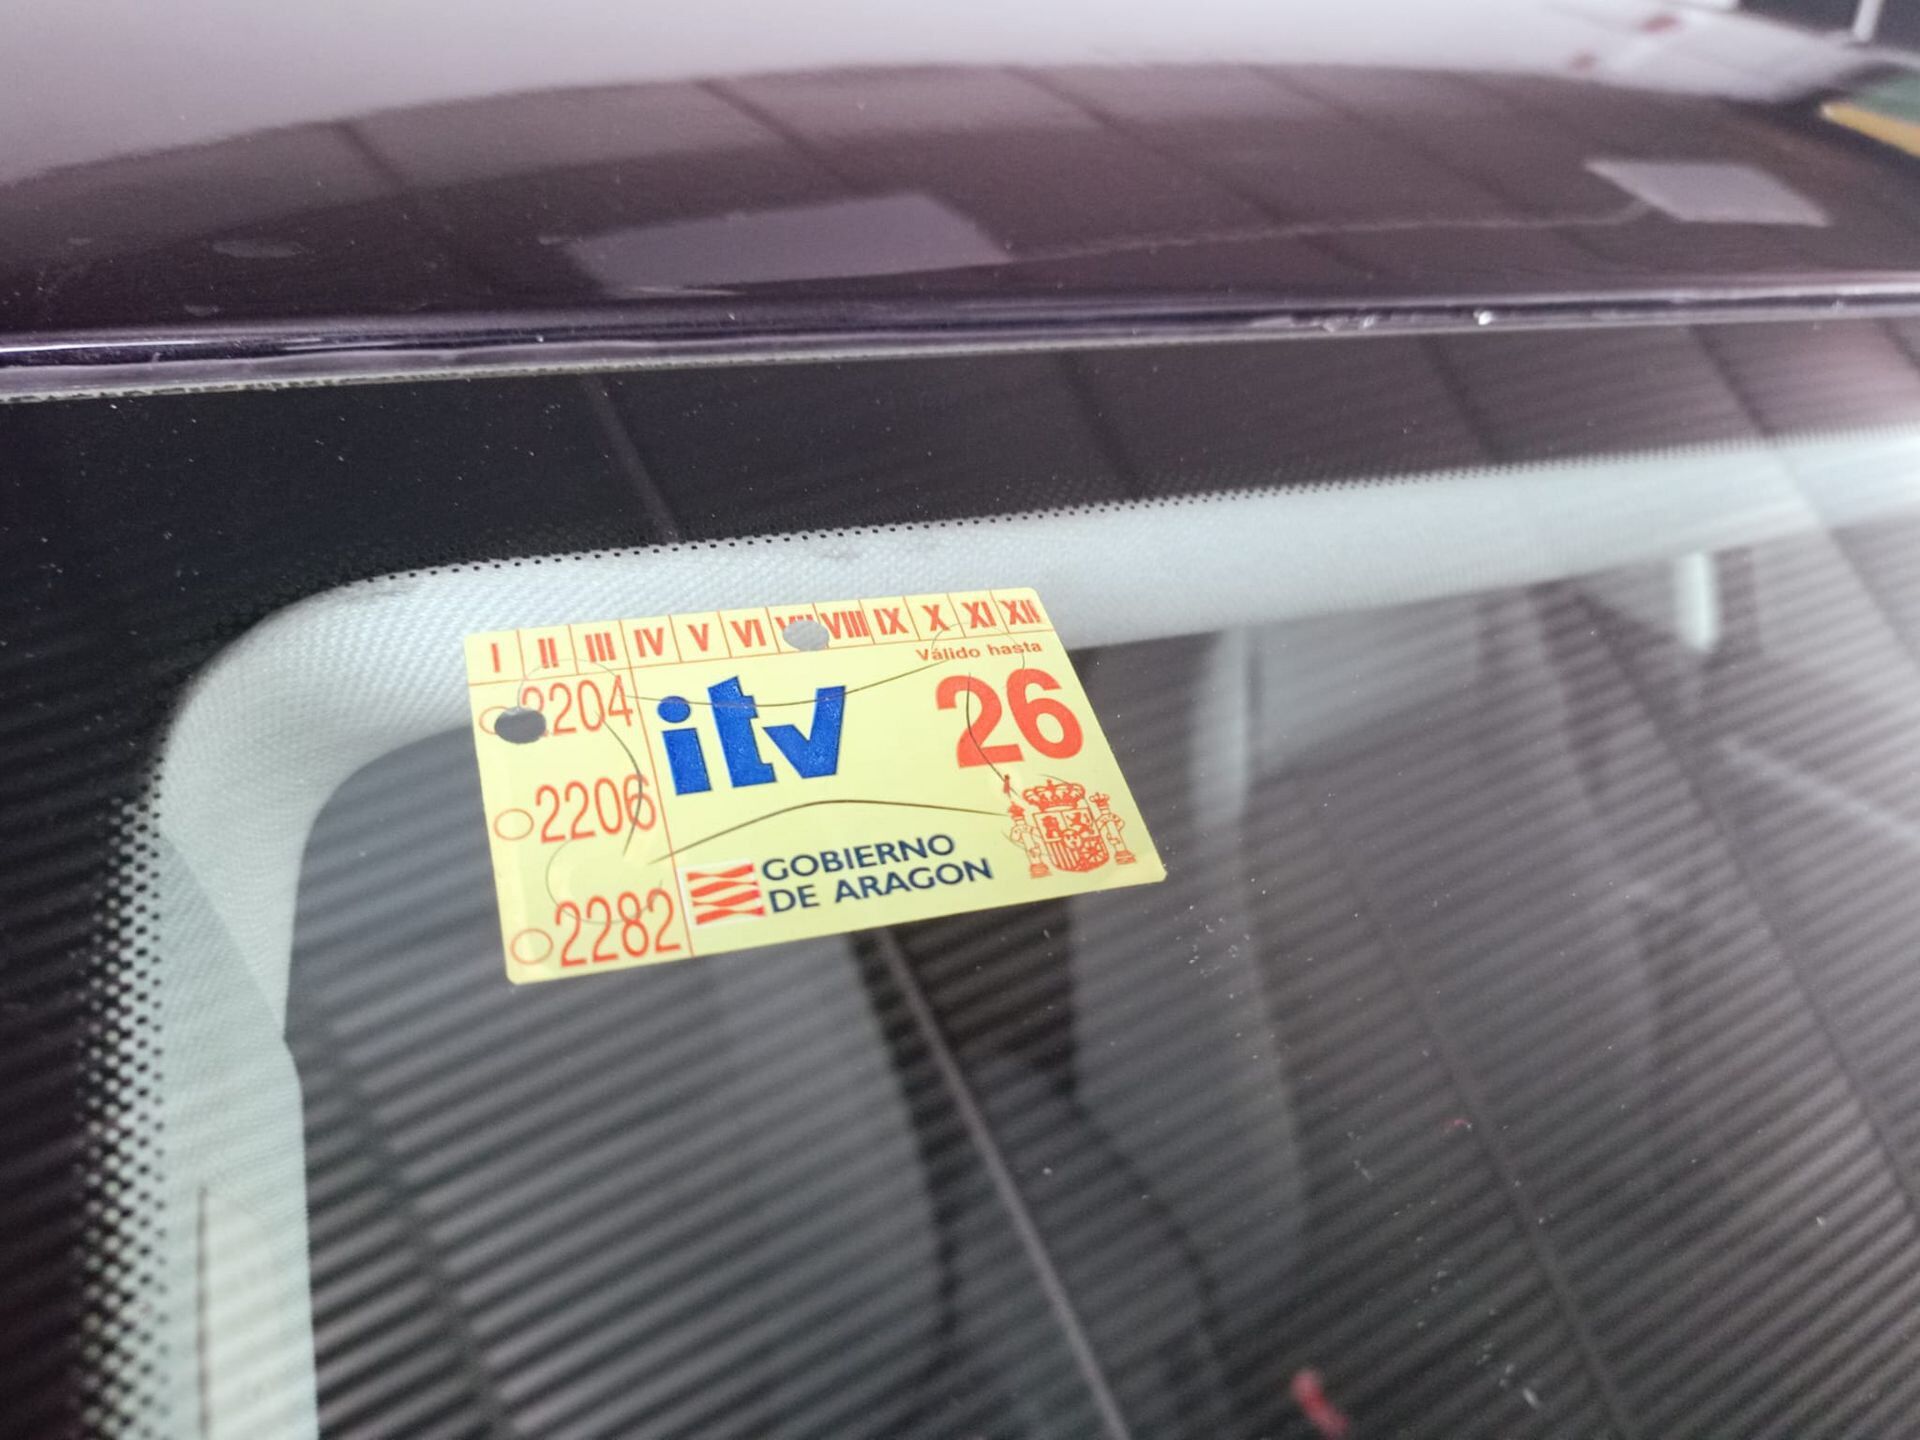 I II III IV V VI VII VIII IX X XI XII
Válido hasta
2204 itv 26
2206
GOBIERNO
DE ARAGON
2282